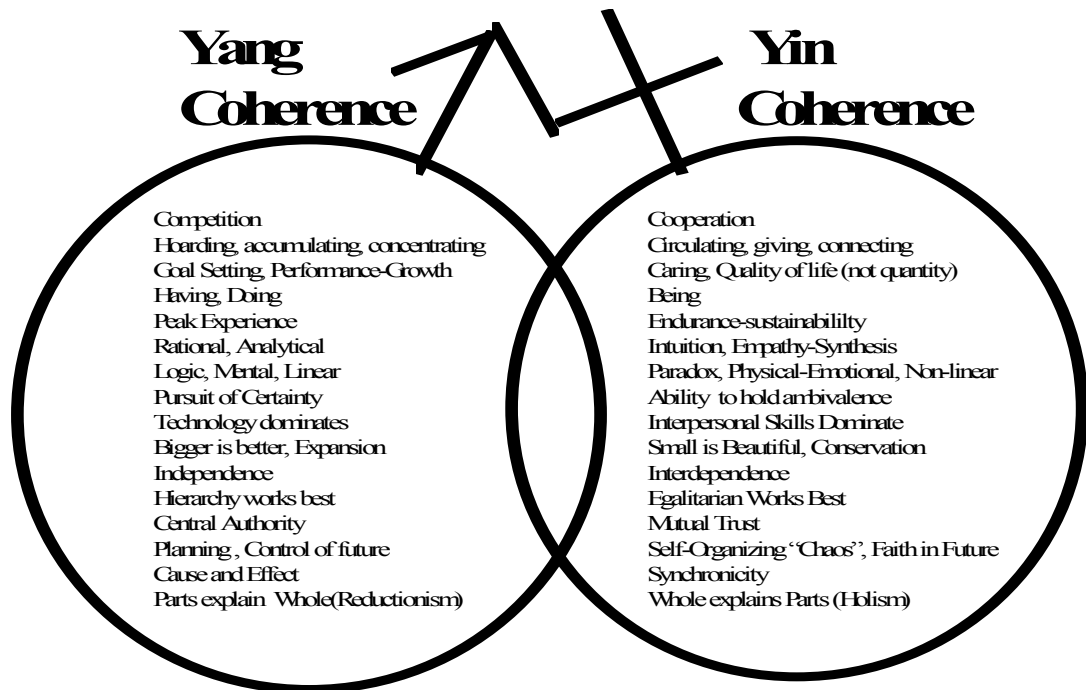 Yang
Coherence
Competition
Hoarding, accumulating, concentrating
Goal Setting, Performance-Growth
Having, Doing
Peak Experience
Rational, Analytical
Logic, Mental, Linear
Pursuit of Certainty
Technology dominates
Bigger is better, Expansion
Independence
Hierarchy works best
Central Authority
Planning , Control of future
Cause and Effect
Parts explain Whole(Reductionism)
Yin
Coherence
Cooperation
Circulating, giving, connecting
Caring, Quality of life (not quantity)
Being
Endurance-sustainabililty
Intuition, Empathy-Synthesis
Paradox, Physical-Emotional, Non-linear
Ability to hold ambivalence
Interpersonal Skills Dominate
Small is Beautiful, Conservation
Interdependence
Egalitarian Works Best
Mutual Trust
Self-Organizing “Chaos”, Faith in Future
Synchronicity
Whole explains Parts (Holism)